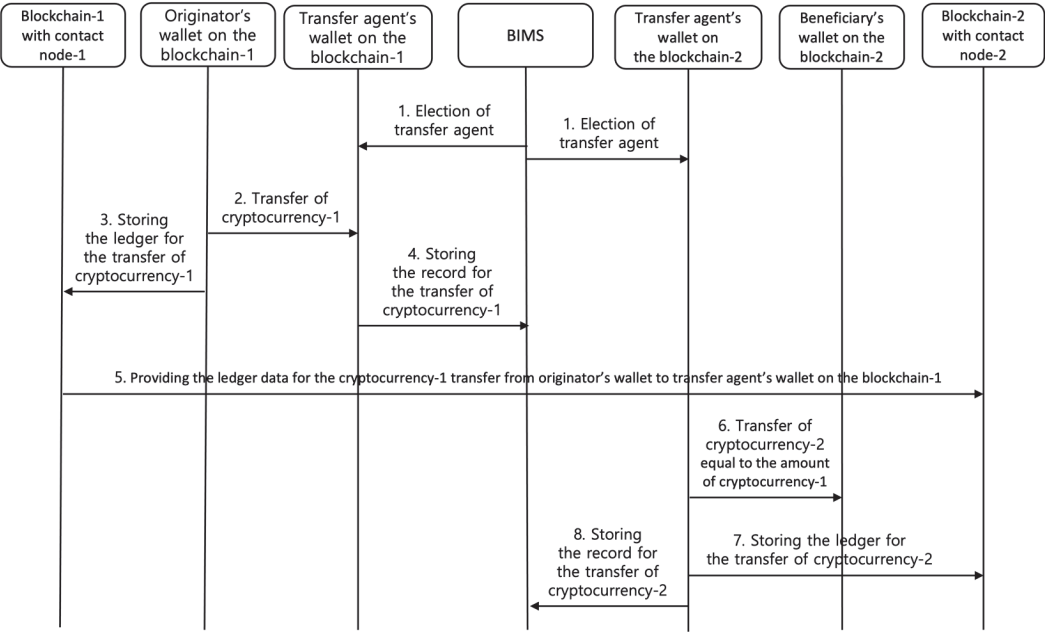 Blockchain-1
with contact
node-1
Originator's
wallet on the
blockchain-1
Transfer agent's
wallet on the
blockchain-1
BIMS
Transfer agent's
wallet on
the blockchain-2
Beneficiary's
wallet on the
blockchain-2
Blockchain-2
with contact
node-2
1. Election of
transfer agent
1. Election of
transfer agent
2. Transfer of
cryptocurrency-1
3. Storing
the ledger for
the transfer of
cryptocurrency-1
4. Storing
the record for
the transfer of
cryptocurrency-1
5. Providing the ledger data for the cryptocurrency-1 transfer from originator's wallet to transfer agent's wallet on the blockchain-1
6. Transfer of
cryptocurrency-2
equal to the amount
of cryptocurrency-1
7. Storing the ledger for
the transfer of cryptocurrency-2
8. Storing
the record for
the transfer of
cryptocurrency-2